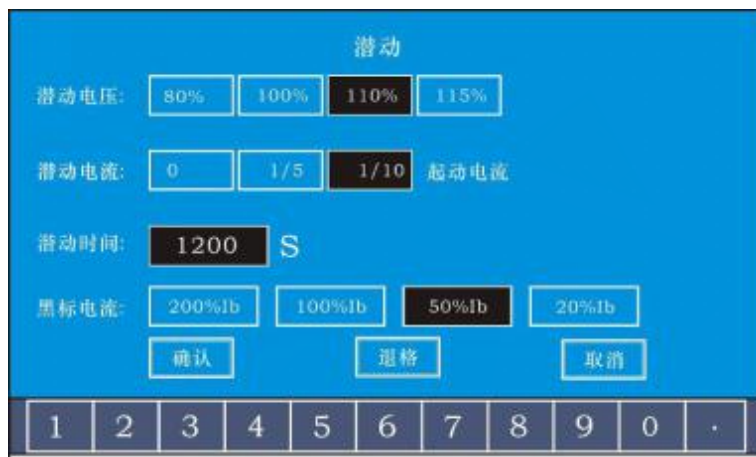 潜动
潜动电压: 80% 100% 110% 115%
潜动电流: 0 1/5 1/10 起动电流
潜动时间: 1200 S
黑标电流: 200%Ib 100%Ib 50%Ib 20%Ib
确认 退格 取消
1 2 3 4 5 6 7 8 9 0 ·